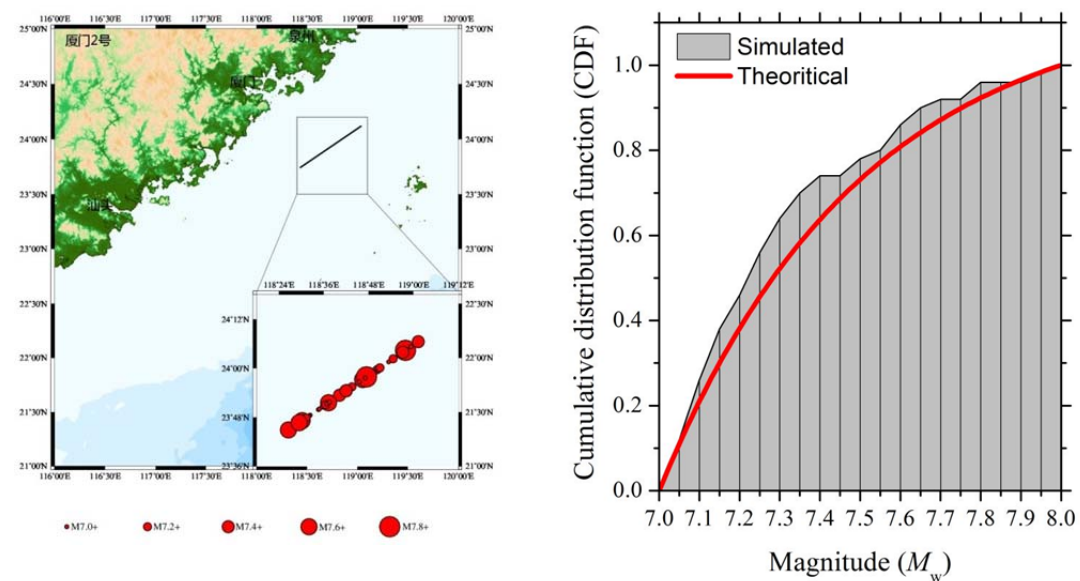 116°00'E 116°30'E 117°00'E 117°30'E 118°00'E 118°30'E 119°00'E 119°30'E 120°00'E
25°00'N 25°00'N
厦门2号
泉州
24°30'N 24°30'N
厦门
24°00'N 24°00'N
23°30'N 23°30'N
汕头
23°00'N 23°00'N
22°30'N 22°30'N
118°24'E 118°36'E 118°48'E 119°00'E 119°12'E
24°12'N
22°00'N
24°00'N
21°30'N
23°48'N
21°00'N 23°36'N 21°00'N
116°00'E 116°30'E 117°00'E 117°30'E 118°00'E 118°30'E 119°00'E 119°30'E 120°00'E
M7.0+ M7.2+ M7.4+ M7.6+ M7.8+
Cumulative distribution function (CDF)
Simulated
Theoritical
1.0
0.8
0.6
0.4
0.2
0.0
7.0 7.1 7.2 7.3 7.4 7.5 7.6 7.7 7.8 7.9 8.0
Magnitude (Mw)